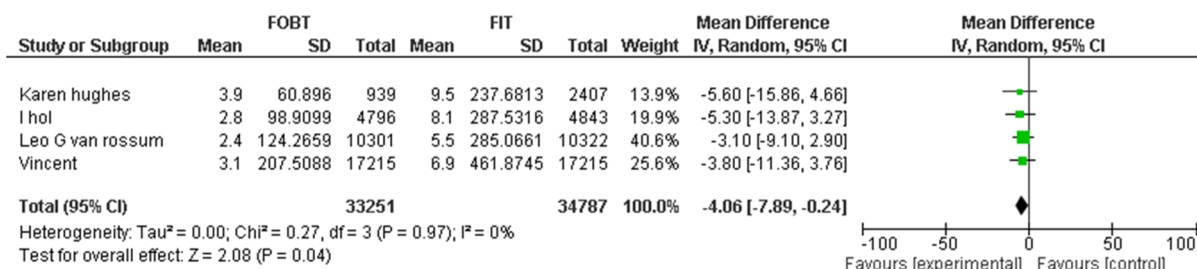 FOBT FIT Mean Difference Mean Difference
Study or Subgroup Mean SD Total Mean SD Total Weight IV, Random, 95% CI IV, Random, 95% CI
Karen hughes 3.9 60.896 939 9.5 237.6813 2407 13.9% -5.60 [-15.86, 4.66]
I hol 2.8 98.9099 4796 8.1 287.5316 4843 19.9% -5.30 [-13.87, 3.27]
Leo G van rossum 2.4 124.2659 10301 5.5 285.0661 10322 40.6% -3.10 [-9.10, 2.90]
Vincent 3.1 207.5088 17215 6.9 461.8745 17215 25.6% -3.80 [-11.36, 3.76]
Total (95% CI) 33251 34787 100.0% -4.06 [-7.89, -0.24]
Heterogeneity: Tau² = 0.00; Chi² = 0.27, df = 3 (P = 0.97); I² = 0%
Test for overall effect: Z = 2.08 (P = 0.04)
-100 -50 0 50 100
Favours [experimental] Favours [control]